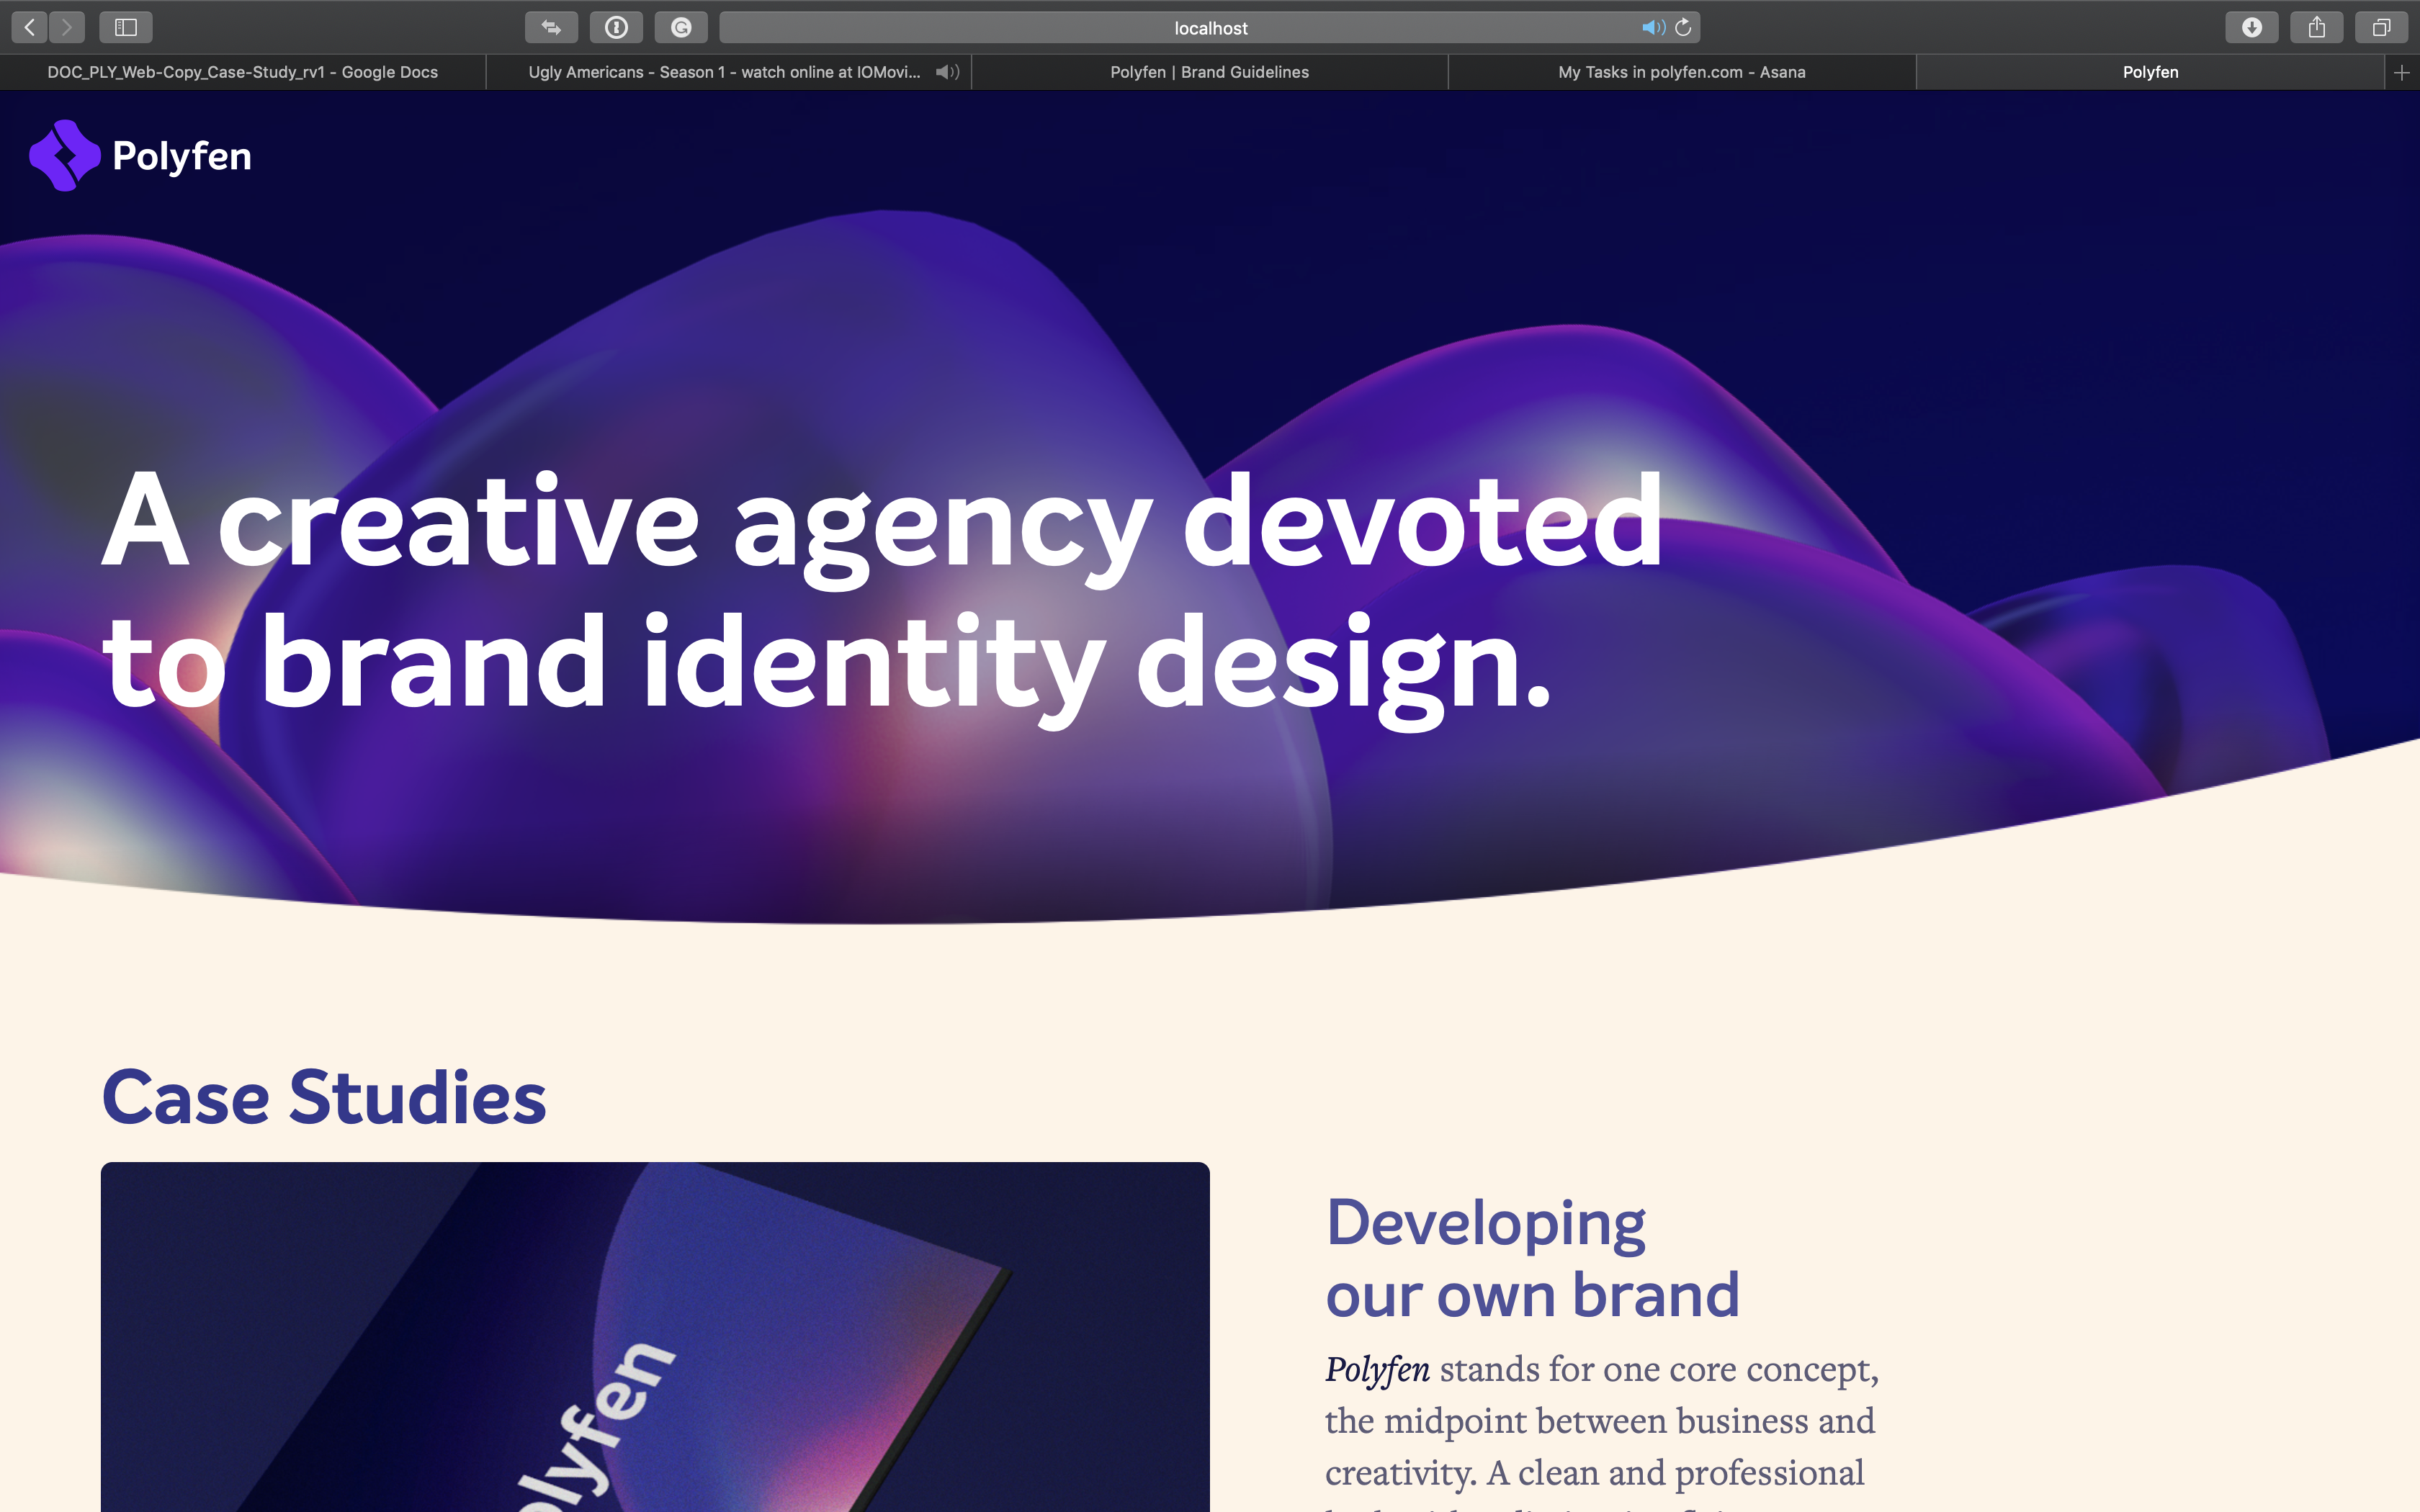 localhost
DOC_PLY_Web-Copy_Case-Study_rv1 - Google Docs
Ugly Americans - Season 1 - watch online at IOMovi...
Polyfen | Brand Guidelines
My Tasks in polyfen.com - Asana
Polyfen
Polyfen
A creative agency devoted
to brand identity design.
Case Studies
olyfen
Developing
our own brand
Polyfen stands for one core concept,
the midpoint between business and
creativity. A clean and professional